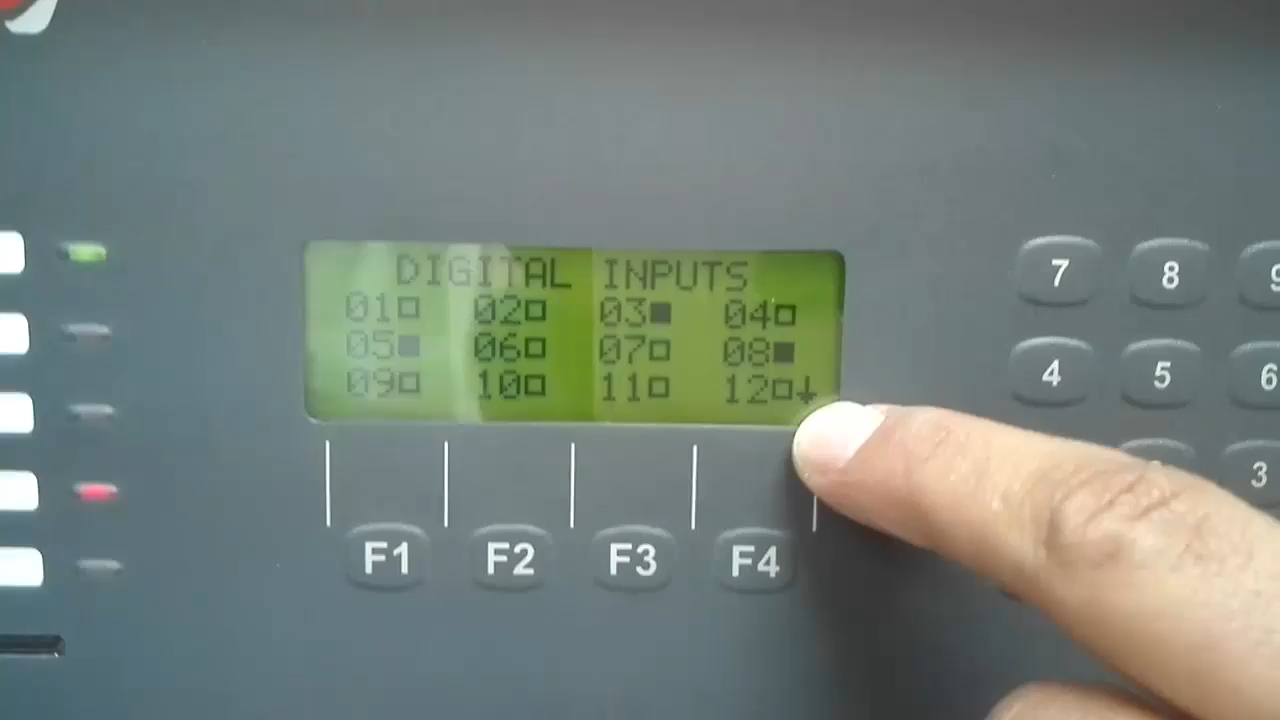 DIGITAL INPUTS
01□ 02□ 03■ 04□
05■ 06□ 07□ 08■
09□ 10□ 11□ 12□↓
7 8 9
4 5 6
3
F1 F2 F3 F4